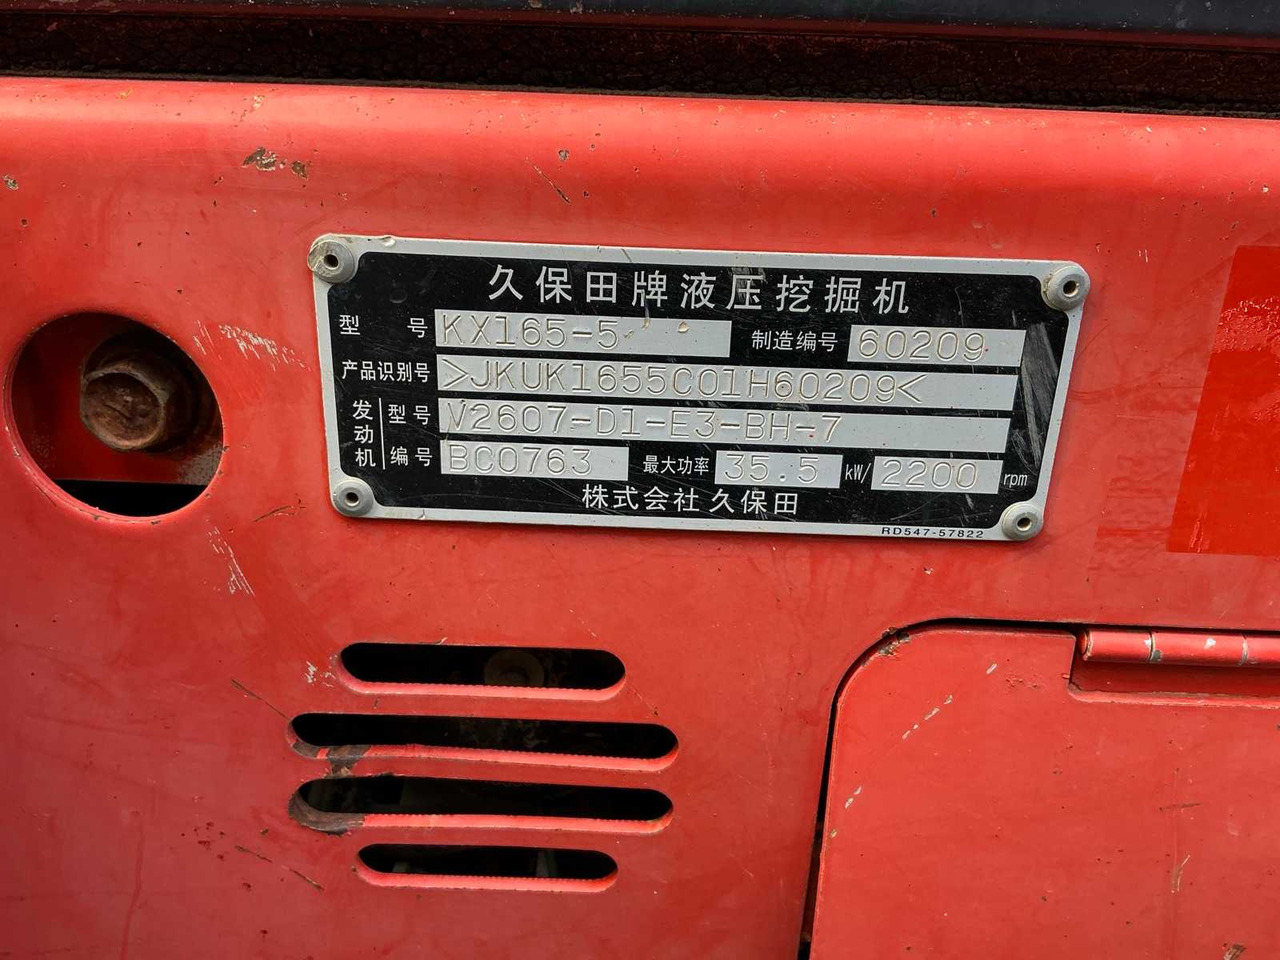 久保田牌液压挖掘机
型 号 KX165-5 制造编号 60209
产品识别号 >JKUK1655C01H60209<
发动机 型号 V2607-D1-E3-BH-7
编号 BC0763 最大功率 35.5 kW/ 2200 rpm
株式会社 久保田
RD547-57822